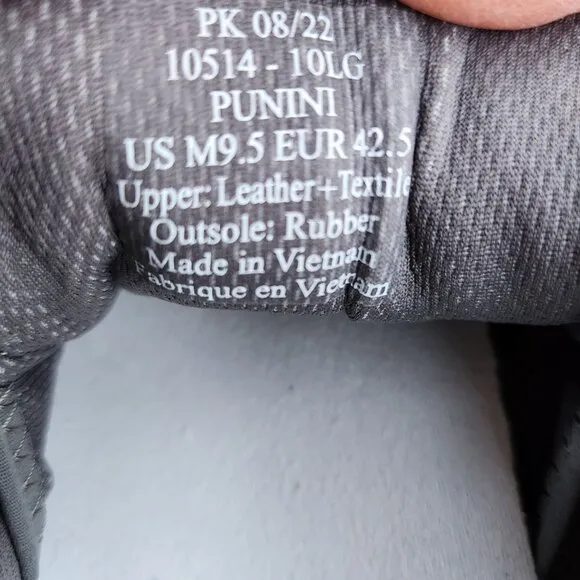 PK 08/22
10514 - 10LG
PUNINI
US M9.5 EUR 42.5
Upper: Leather+Textile
Outsole: Rubber
Made in Vietnam
Fabrique en Vietnam